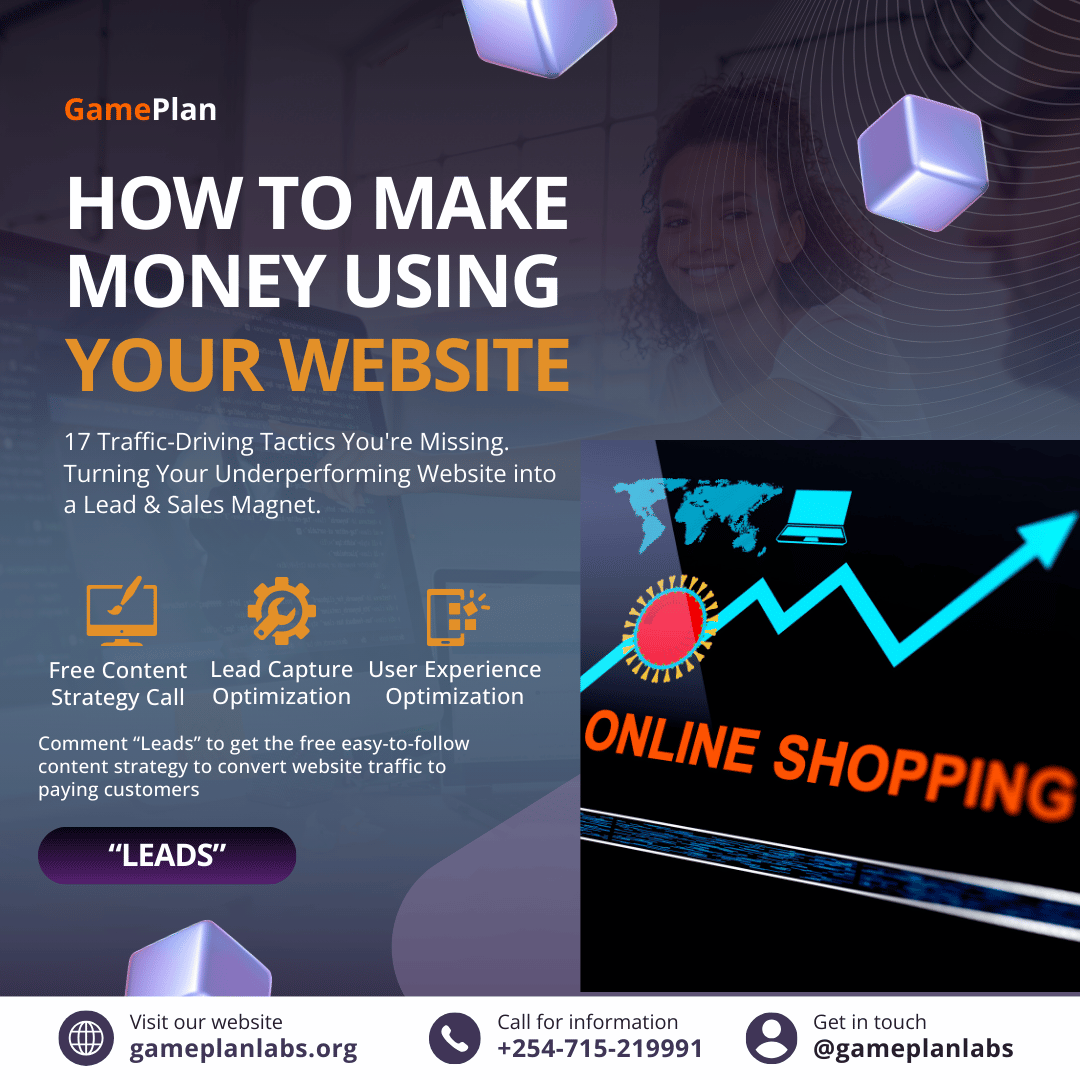 GamePlan
HOW TO MAKE
MONEY USING
YOUR WEBSITE
17 Traffic-Driving Tactics You're Missing.
Turning Your Underperforming Website into
a Lead & Sales Magnet.
Free Content
Strategy Call
Lead Capture
Optimization
User Experience
Optimization
Comment “Leads” to get the free easy-to-follow
content strategy to convert website traffic to
paying customers
“LEADS”
ONLINE SHOPPING
Visit our website
gameplanlabs.org
Call for information
+254-715-219991
Get in touch
@gameplanlabs